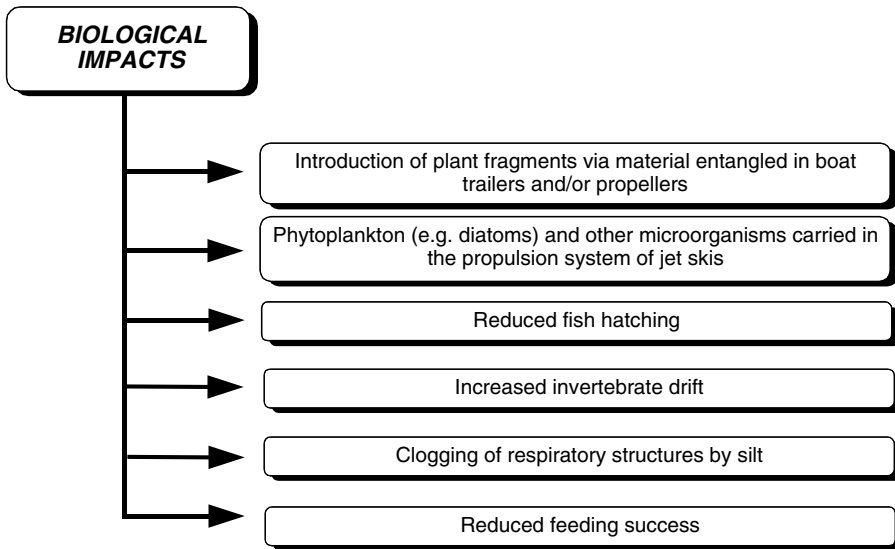 BIOLOGICAL
IMPACTS
Introduction of plant fragments via material entangled in boat
trailers and/or propellers
Phytoplankton (e.g. diatoms) and other microorganisms carried in
the propulsion system of jet skis
Reduced fish hatching
Increased invertebrate drift
Clogging of respiratory structures by silt
Reduced feeding success